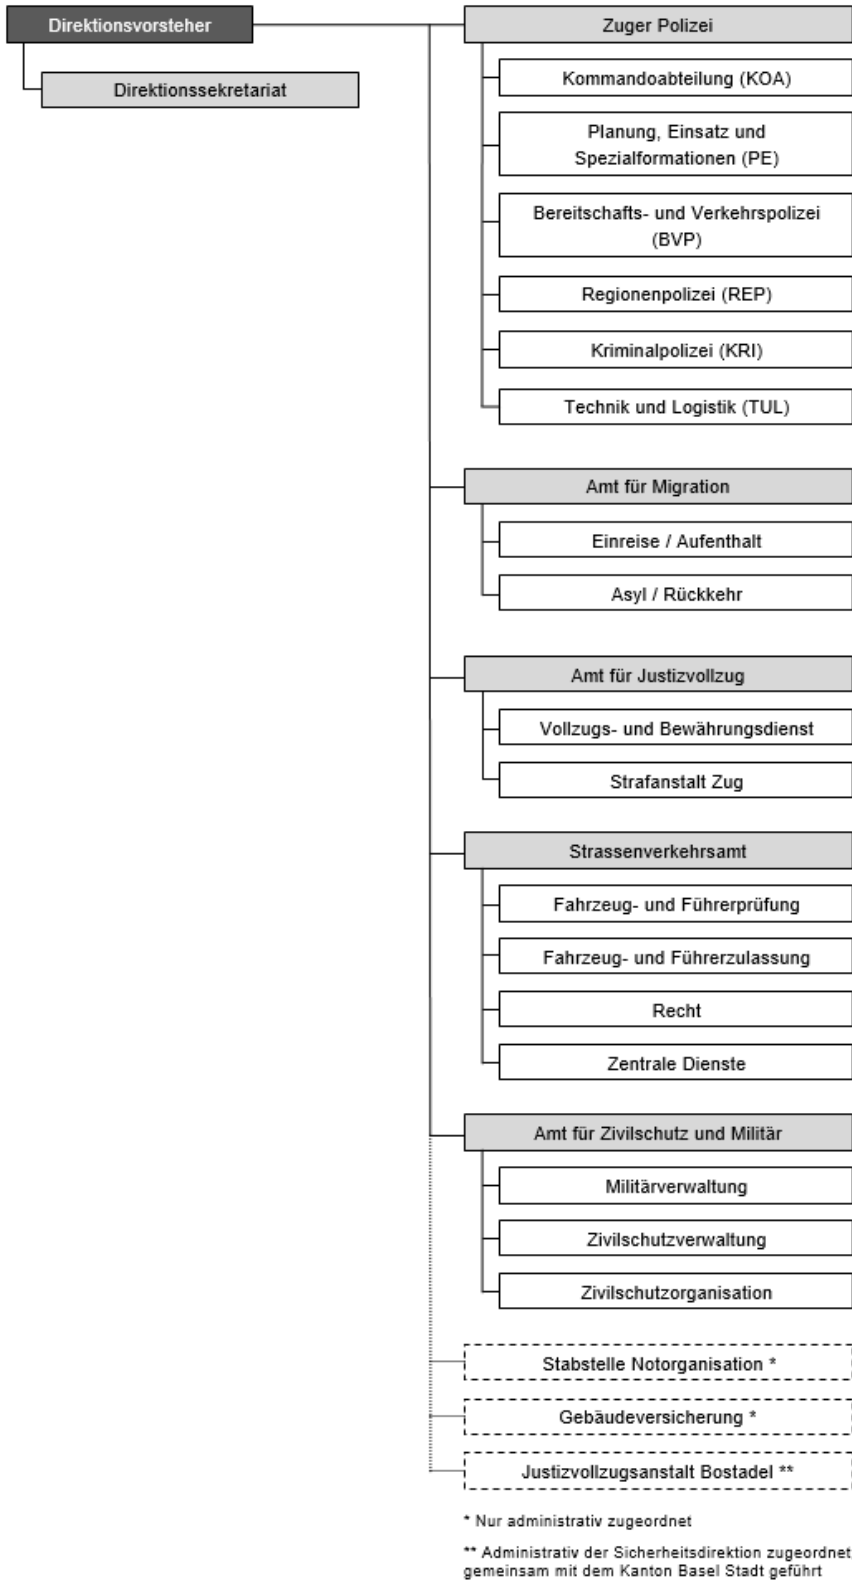 Direktionsvorsteher
Direktionssekretariat
Zuger Polizei
Kommandoabteilung (KOA)
Planung, Einsatz und
Spezialformationen (PE)
Bereitschafts- und Verkehrspolizei
(BVP)
Regionenpolizei (REP)
Kriminalpolizei (KRI)
Technik und Logistik (TUL)
Amt für Migration
Einreise / Aufenthalt
Asyl / Rückkehr
Amt für Justizvollzug
Vollzugs- und Bewährungsdienst
Strafanstalt Zug
Strassenverkehrsamt
Fahrzeug- und Führerprüfung
Fahrzeug- und Führerzulassung
Recht
Zentrale Dienste
Amt für Zivilschutz und Militär
Militärverwaltung
Zivilschutzverwaltung
Zivilschutzorganisation
Stabstelle Notorganisation *
Gebäudeversicherung *
Justizvollzugsanstalt Bostadel **
* Nur administrativ zugeordnet
** Administrativ der Sicherheitsdirektion zugeordnet
gemeinsam mit dem Kanton Basel Stadt geführt